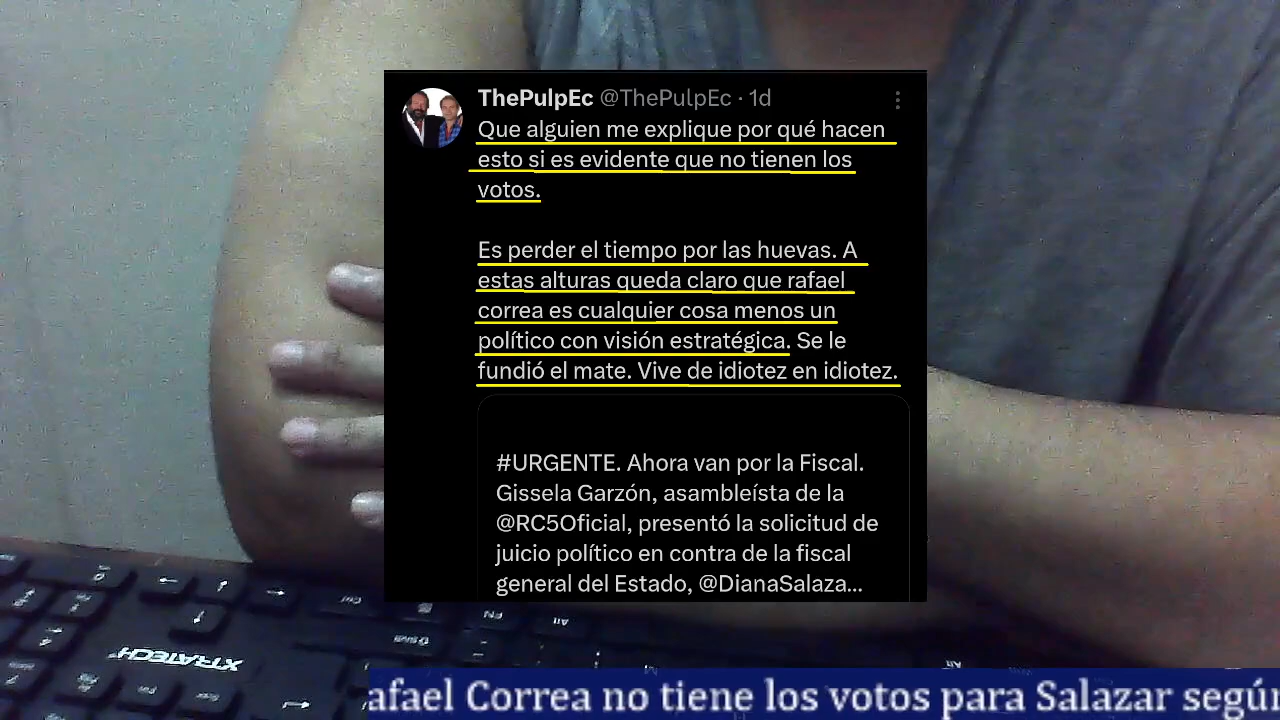 ThePulpEc @ThePulpEc · 1d
Que alguien me explique por qué hacen
esto si es evidente que no tienen los
votos.
Es perder el tiempo por las huevas. A
estas alturas queda claro que rafael
correa es cualquier cosa menos un
político con visión estratégica. Se le
fundió el mate. Vive de idiotez en idiotez.
#URGENTE. Ahora van por la Fiscal.
Gissela Garzón, asambleísta de la
@RC5Oficial, presentó la solicitud de
juicio político en contra de la fiscal
general del Estado, @DianaSalaza...
XTRATECH
afael Correa no tiene los votos para Salazar según